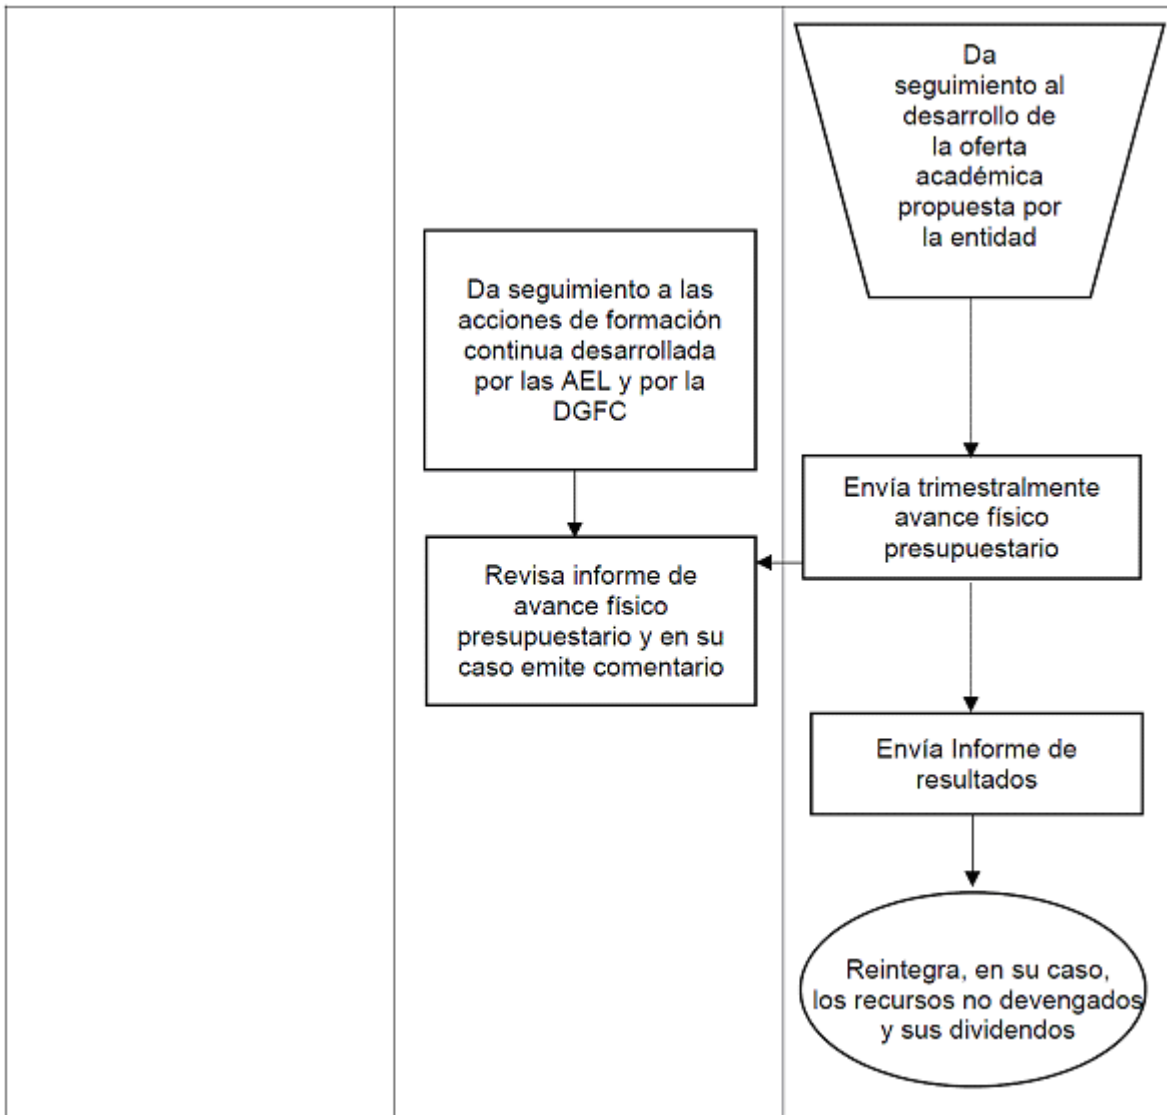 Da
seguimiento al
desarrollo de
la oferta
académica
propuesta por
la entidad
Da seguimiento a las
acciones de formación
continua desarrollada
por las AEL y por la
DGFC
Envía trimestralmente
avance físico
presupuestario
Revisa informe de
avance físico
presupuestario y en su
caso emite comentario
Envía Informe de
resultados
Reintegra, en su caso,
los recursos no devengados
y sus dividendos